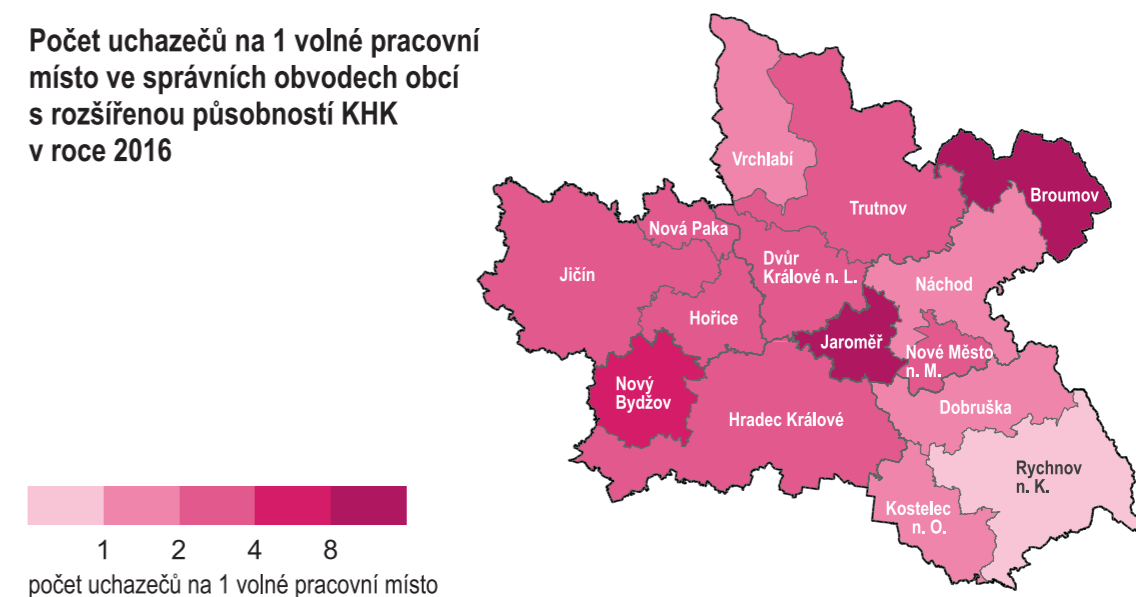 Počet uchazečů na 1 volné pracovní
místo ve správních obvodech obcí
s rozšířenou působností KHK
v roce 2016
Vrchlabí
Broumov
Trutnov
Nová Paka
Dvůr
Králové n. L.
Jičín
Náchod
Hořice
Jaroměř
Nové Město
n. M.
Nový
Bydžov
Dobruška
Hradec Králové
Rychnov
n. K.
Kostelec
n. O.
1 2 4 8
počet uchazečů na 1 volné pracovní místo